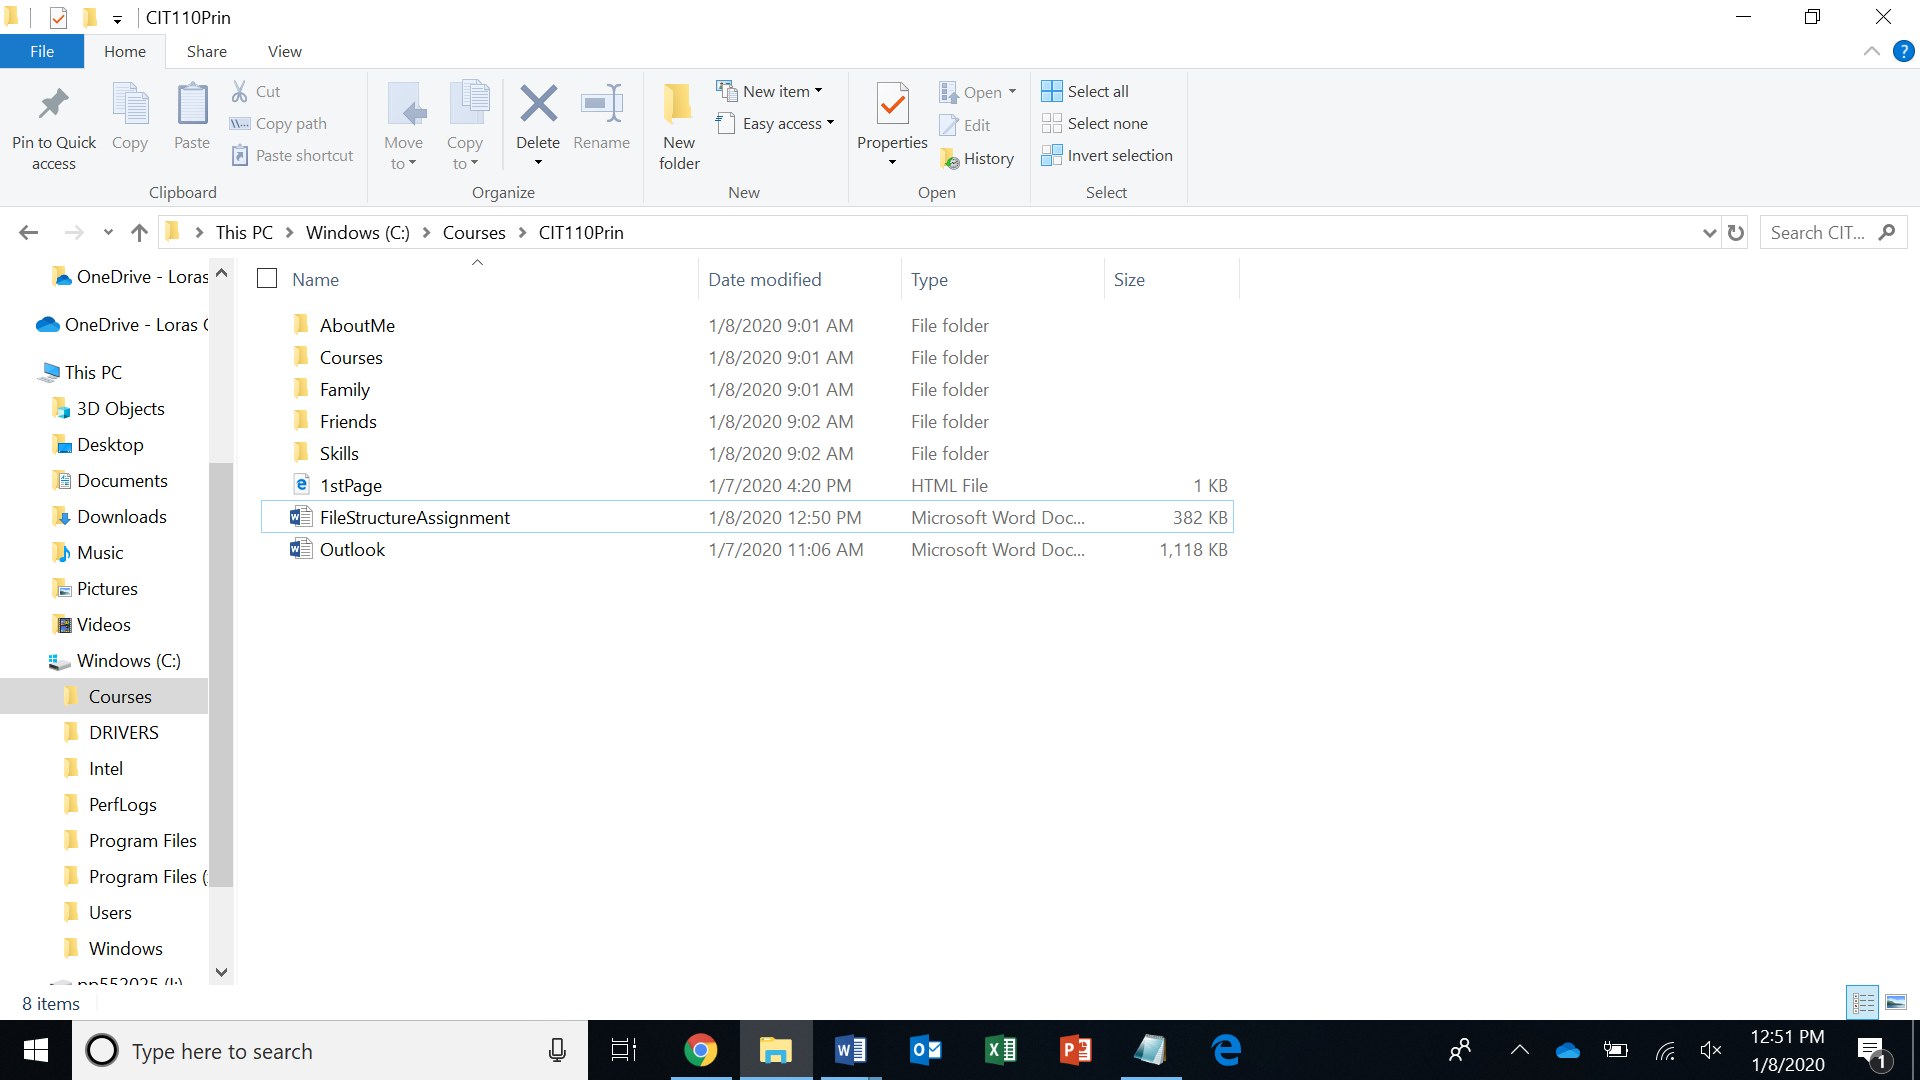 CIT110Prin
File Home Share View
Pin to Quick access
Copy
Paste
Cut
Copy path
Paste shortcut
Clipboard
Move to
Copy to
Delete
Rename
Organize
New folder
New item
Easy access
New
Properties
Open
Edit
History
Open
Select all
Select none
Invert selection
Select
This PC > Windows (C:) > Courses > CIT110Prin
Search CIT...
OneDrive - Loras
OneDrive - Loras
This PC
3D Objects
Desktop
Documents
Downloads
Music
Pictures
Videos
Windows (C:)
Courses
DRIVERS
Intel
PerfLogs
Program Files
Program Files (
Users
Windows
Name Date modified Type Size
AboutMe 1/8/2020 9:01 AM File folder
Courses 1/8/2020 9:01 AM File folder
Family 1/8/2020 9:01 AM File folder
Friends 1/8/2020 9:02 AM File folder
Skills 1/8/2020 9:02 AM File folder
1stPage 1/7/2020 4:20 PM HTML File 1 KB
FileStructureAssignment 1/8/2020 12:50 PM Microsoft Word Doc... 382 KB
Outlook 1/7/2020 11:06 AM Microsoft Word Doc... 1,118 KB
8 items
Type here to search
12:51 PM
1/8/2020
1